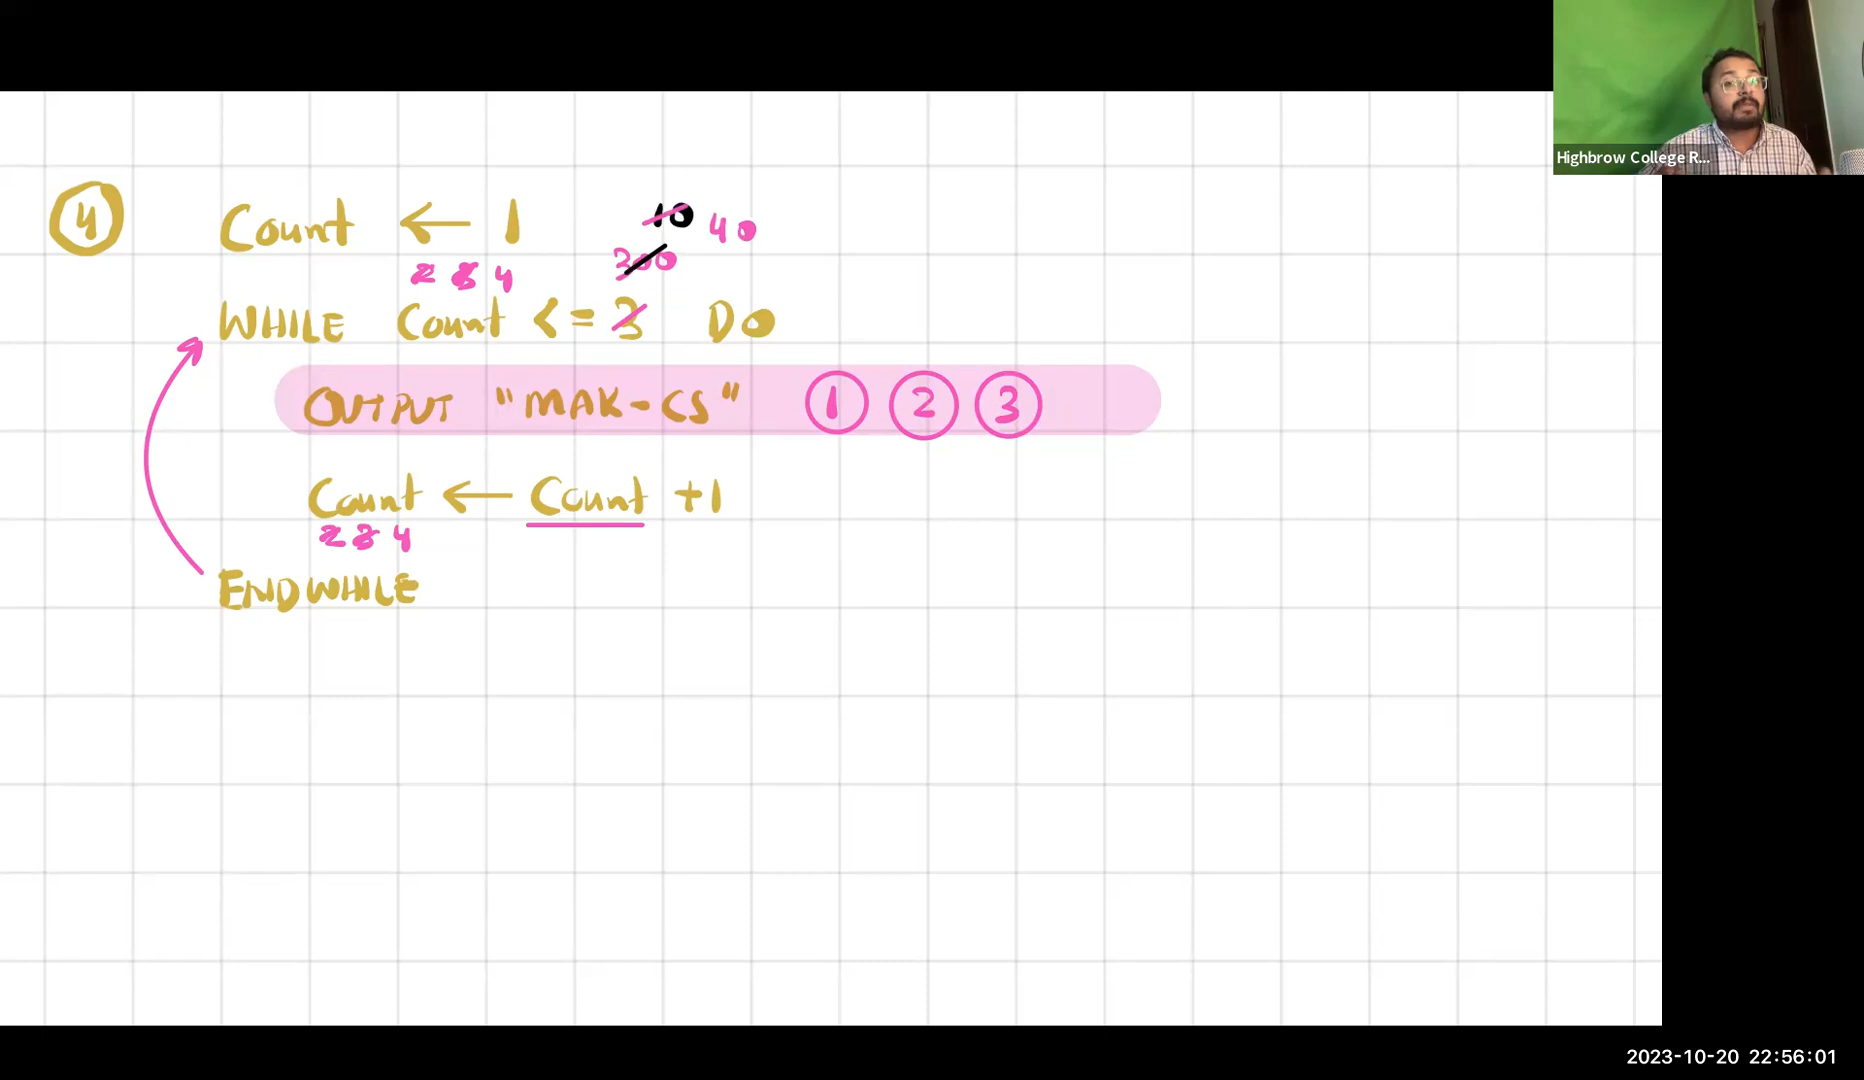 Highbrow College R...
4 Count ← 1 10 40
2 3 4 300
WHILE Count <= 3 DO
OUTPUT "MAK-CS" 1 2 3
Count ← Count +1
2 3 4
ENDWHILE
2023-10-20 22:56:01